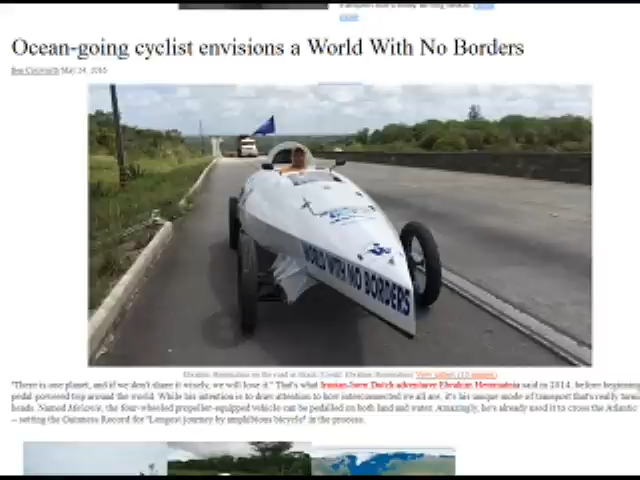 Ocean-going cyclist envisions a World With No Borders
May 24, 2016
WORLD WITH NO BORDERS
"There is one planet, and if we don't share it wisely, we will lose it." That's what Iranian-born Dutch adventurer Ebrahim Hemmatnia said in 2014, before beginning
pedal powered trip around the world. While his intention is to draw attention to how interconnected we all are, it's his unique mode of transport that's really turn
heads. Named the four-wheeled propeller-equipped vehicle can be pedalled on both land and water. Amazingly, he's already used it to cross the Atlantic
– setting the Guinness Record for "Longest journey by amphibious bicycle" in the process.